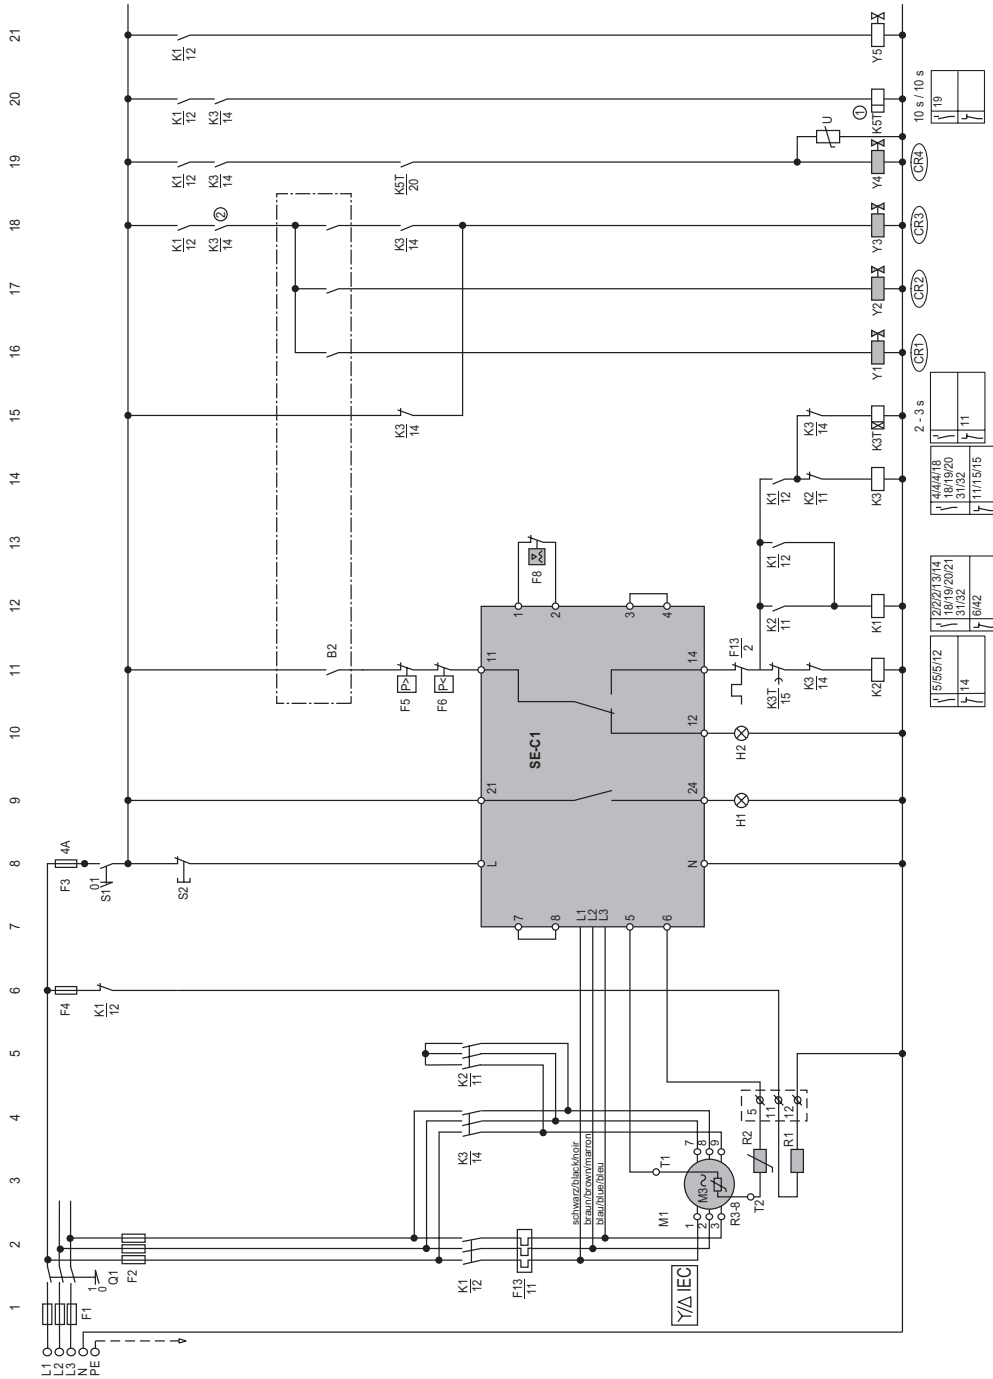 1 2 3 4 5 6 7 8 9 10 11 12 13 14 15 16 17 18 19 20 21
L1
L2
L3
N
PE
F1
1
0
Q1
F2
K1
12
F13
11
Y/Δ IEC
M1
1
2
3
M3~
7
8
9
R3-8
T1
T2
schwarz/black/noir
braun/brown/marron
blau/blue/bleu
K3
14
K2
11
R2
R1
5
11
12
F4
K1
12
F3
4A
01
S1
S2
SE-C1
7
8
L1
L2
L3
5
6
L
N
21
24
11
12
14
1
2
3
4
H1
H2
F8
B2
F5
P>
F6
P<
F13
2
K3T
15
K3
14
K2
K2
11
K1
K1
12
K1
12
K2
11
K3
K3
14
K3T
2 - 3 s
K3
14
K1
12
K3
14
②
K3
14
K1
12
K3
14
K5T
20
K1
12
K3
14
K1
12
U
①
Y1
Y2
Y3
Y4
K5T
Y5
CR1
CR2
CR3
CR4
10 s / 10 s
5/5/5/12
14
2/2/2/13/14
18/19/20/21
31/32
6/42
4/4/4/18
18/19/20
31/32
11/15/15
11
19